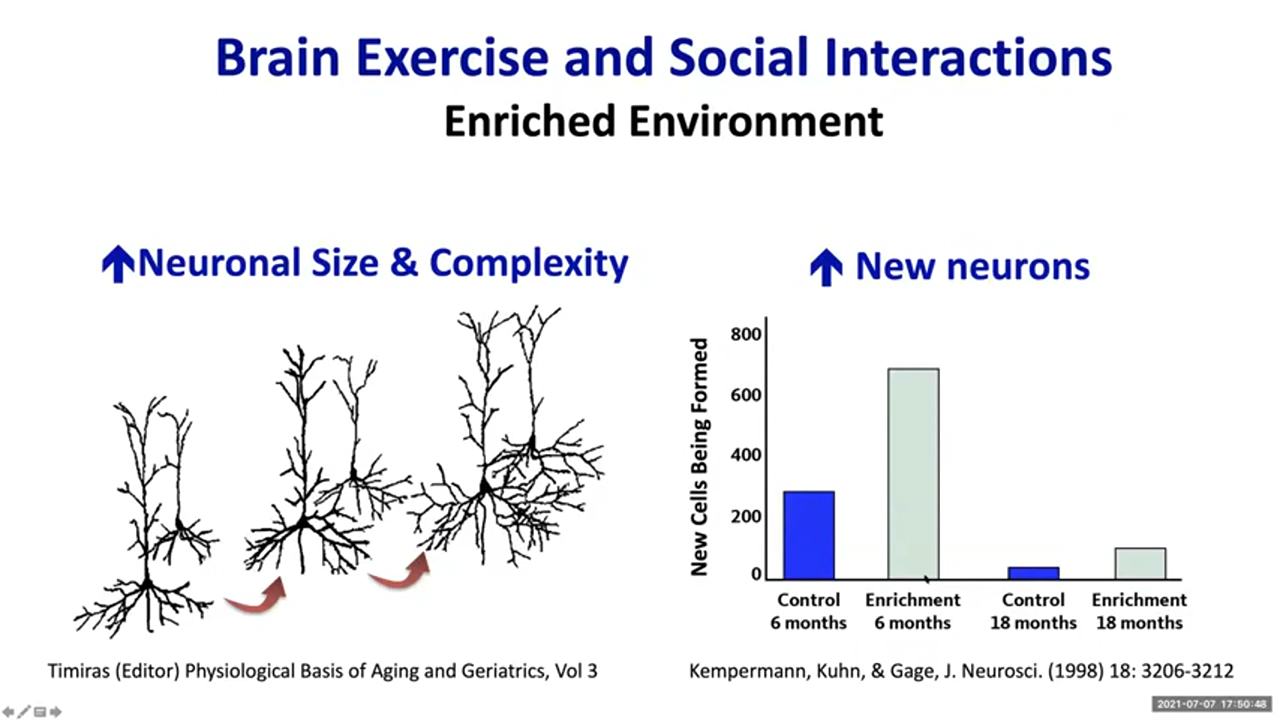 Brain Exercise and Social Interactions
Enriched Environment
Neuronal Size & Complexity
New neurons
New Cells Being Formed
800
600
400
200
0
Control 6 months
Enrichment 6 months
Control 18 months
Enrichment 18 months
Timiras (Editor) Physiological Basis of Aging and Geriatrics, Vol 3
Kempermann, Kuhn, & Gage, J. Neurosci. (1998) 18: 3206-3212
2021-07-07 17:50:48